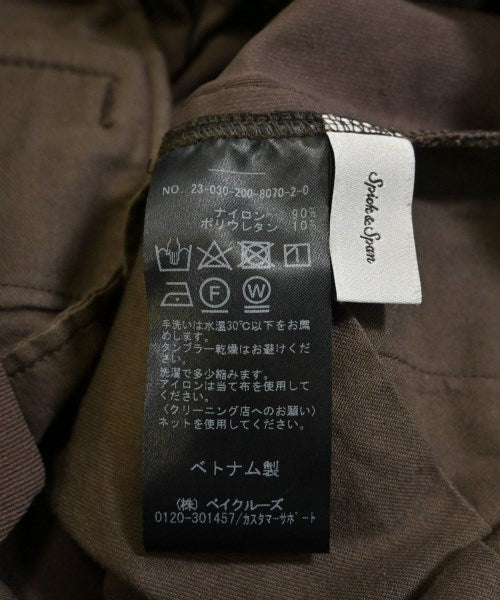 NO. 23-030-200-8070-2-0
ナイロン 90%
ポリウレタン 10%
F W
手洗いは水温30℃以下をお薦
めします。
タンブラー乾燥はお避けくだ
さい。
洗濯で多少縮みます。
アイロンは当て布を使用して
ください。
〈クリーニング店へのお願い〉
ネットを使用してください。
ベトナム製
(株)ベイクルーズ
0120-301457/カスタマーサポート
Spick & Span